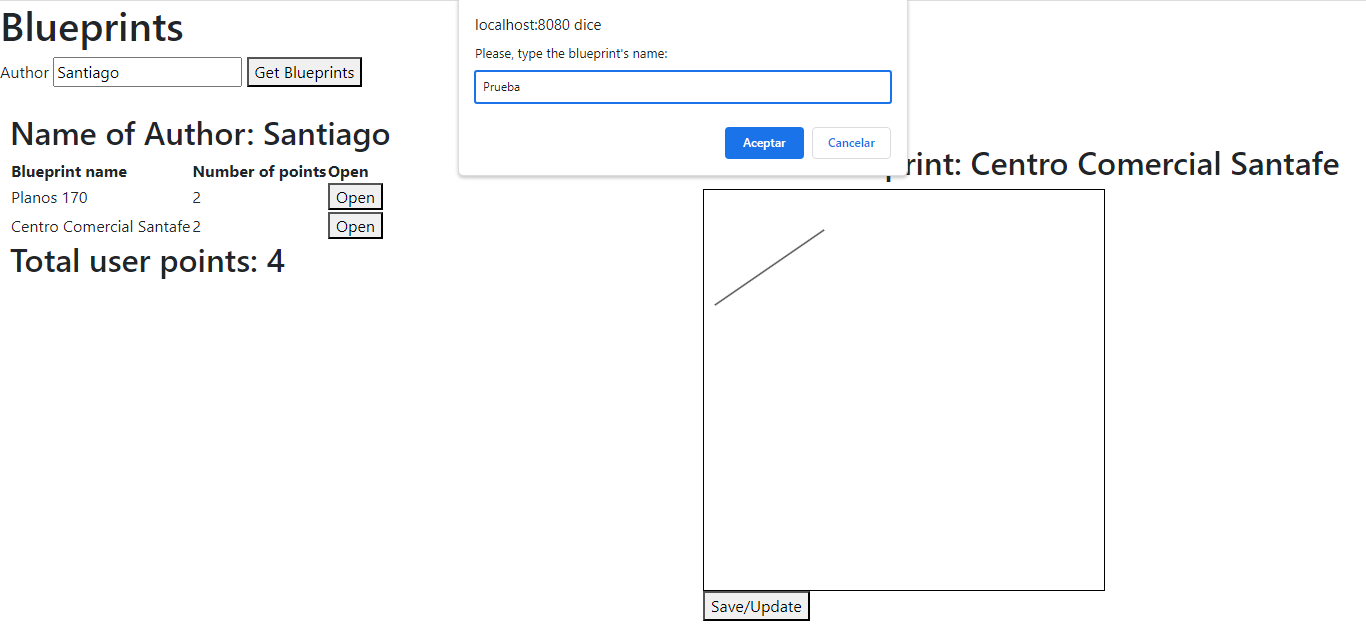 Blueprints
Author Santiago Get Blueprints
localhost:8080 dice
Please, type the blueprint's name:
Prueba
Aceptar Cancelar
Name of Author: Santiago
Blueprint name Number of points Open
Planos 170 2 Open
Centro Comercial Santafe 2 Open
Total user points: 4
rint: Centro Comercial Santafe
Save/Update